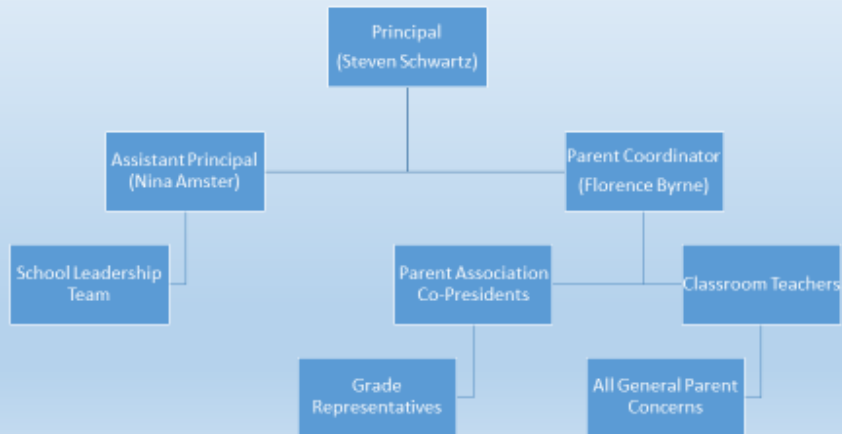 Principal
(Steven Schwartz)
Assistant Principal
(Nina Amster)
Parent Coordinator
(Florence Byrne)
School Leadership
Team
Parent Association
Co-Presidents
Classroom Teachers
Grade
Representatives
All General Parent
Concerns